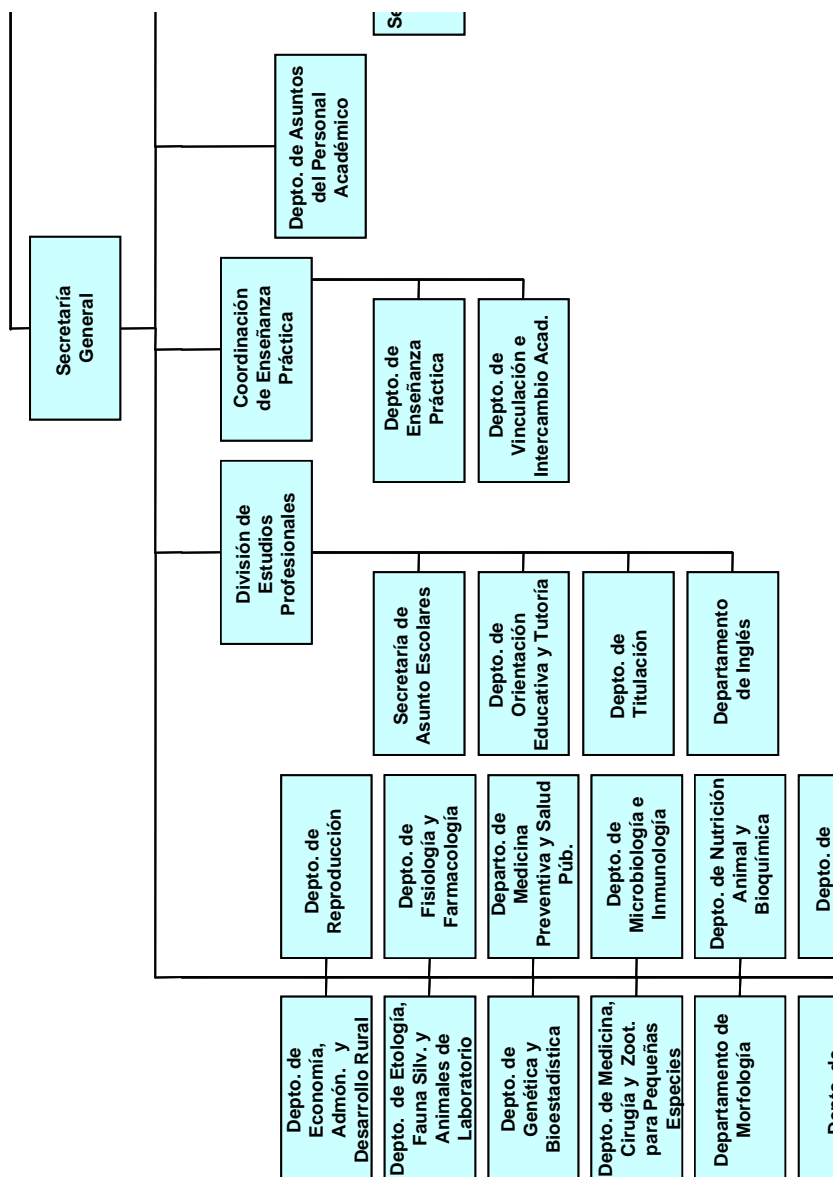 Secretaría
General
División de
Estudios
Profesionales
Coordinación
de Enseñanza
Práctica
Depto. de Asuntos
del Personal
Académico
Depto. de
Economía,
Admón. y
Desarrollo Rural
Depto. de
Reproducción
Depto. de Etología,
Fauna Silv. y
Animales de
Laboratorio
Depto. de
Fisiología y
Farmacología
Depto. de
Genética y
Bioestadística
Departo. de
Medicina
Preventiva y Salud
Púb.
Depto. de Medicina,
Cirugía y Zoot.
para Pequeñas
Especies
Depto. de
Microbiología e
Inmunología
Departamento de
Morfología
Depto. de Nutrición
Animal y
Bioquímica
Depto. de
Secretaría de
Asunto Escolares
Depto. de
Orientación
Educativa y Tutoría
Depto. de
Titulación
Departamento
de Inglés
Depto. de
Enseñanza
Práctica
Depto. de
Vinculación e
Intercambio Acad.